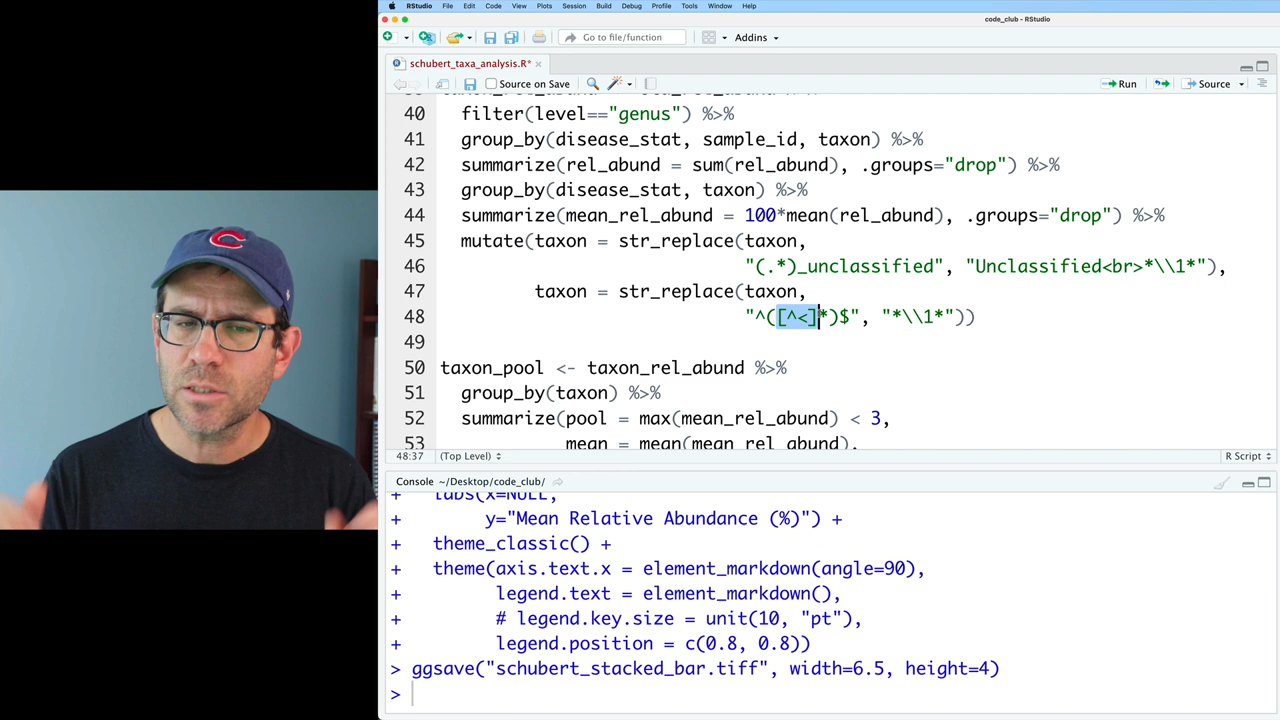 RStudio File Edit Code View Plots Session Build Debug Profile Tools Window Help
code_club - RStudio
Go to file/function Addins
schubert_taxa_analysis.R*
Source on Save Run Source
40 filter(level=="genus") %>%
41 group_by(disease_stat, sample_id, taxon) %>%
42 summarize(rel_abund = sum(rel_abund), .groups="drop") %>%
43 group_by(disease_stat, taxon) %>%
44 summarize(mean_rel_abund = 100*mean(rel_abund), .groups="drop") %>%
45 mutate(taxon = str_replace(taxon,
46 "(.*)_unclassified", "Unclassified<br>*\\1*"),
47 taxon = str_replace(taxon,
48 "^([^<]*)$", "*\\1*"))
49
50 taxon_pool <- taxon_rel_abund %>%
51 group_by(taxon) %>%
52 summarize(pool = max(mean_rel_abund) < 3,
53 mean = mean(mean_rel_abund),
48:37 (Top Level) R Script
Console ~/Desktop/code_club/
+ labs(x=NULL,
+ y="Mean Relative Abundance (%)") +
+ theme_classic() +
+ theme(axis.text.x = element_markdown(angle=90),
+ legend.text = element_markdown(),
+ # legend.key.size = unit(10, "pt"),
+ legend.position = c(0.8, 0.8))
> ggsave("schubert_stacked_bar.tiff", width=6.5, height=4)
>